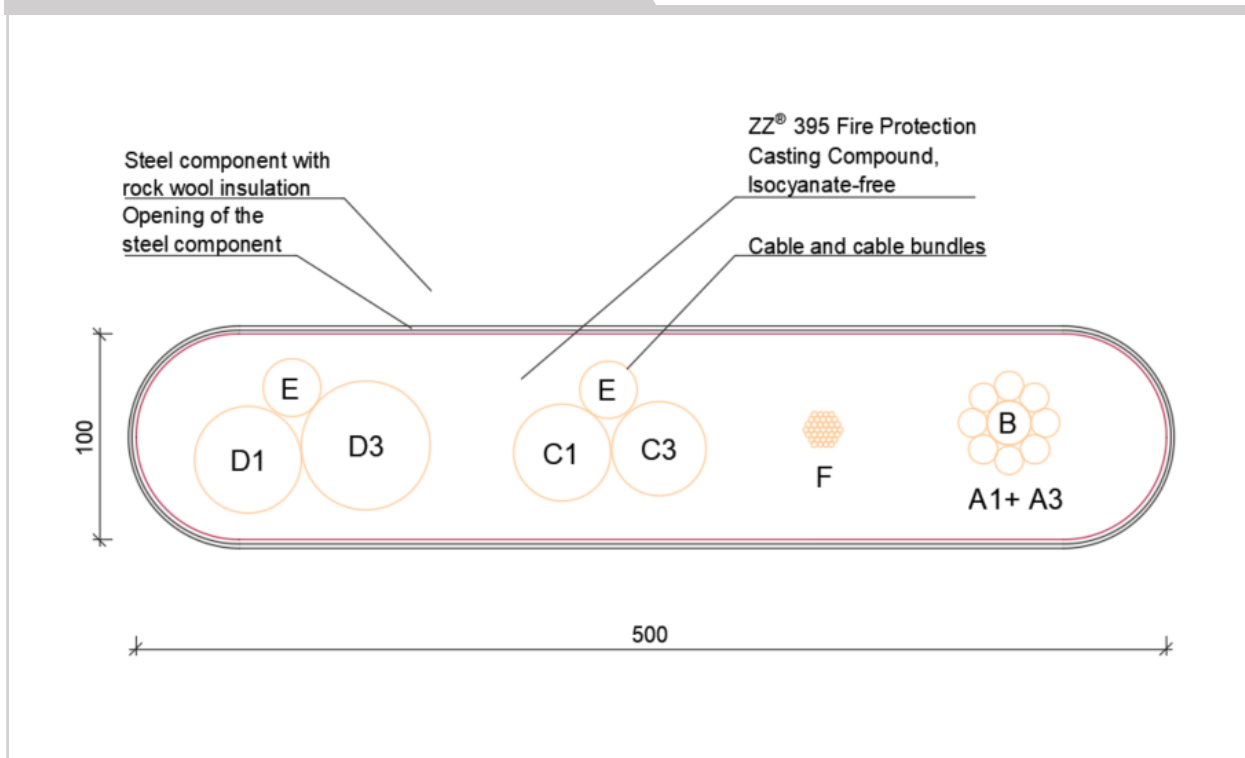 ZZ® 395 Fire Protection
Casting Compound,
Isocyanate-free
Steel component with
rock wool insulation
Opening of the
steel component
Cable and cable bundles
E
D1
D3
E
C1
C3
F
B
A1+ A3
100
500